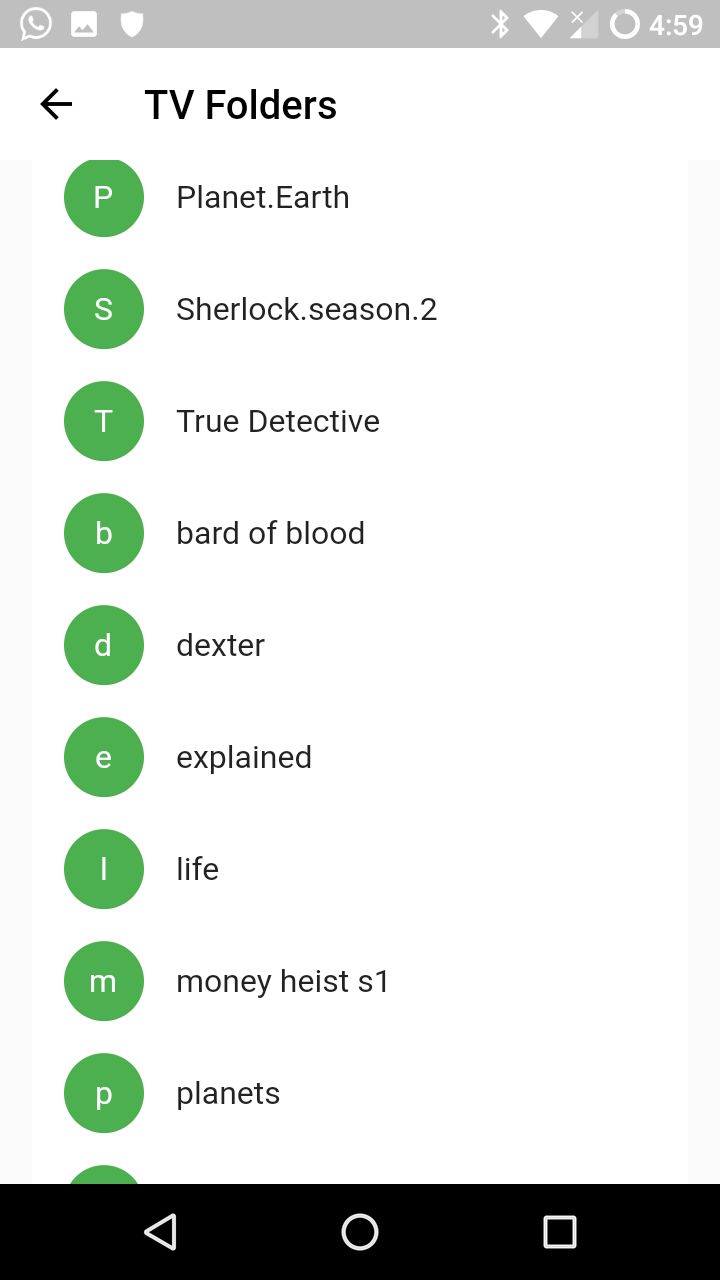 4:59
TV Folders
P Planet.Earth
S Sherlock.season.2
T True Detective
b bard of blood
d dexter
e explained
l life
m money heist s1
p planets